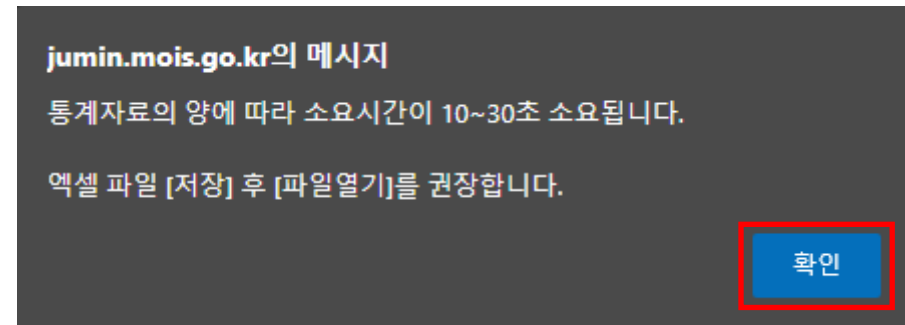 jumin.mois.go.kr의 메시지
통계자료의 양에 따라 소요시간이 10~30초 소요됩니다.
엑셀 파일 [저장] 후 [파일열기]를 권장합니다.
확인